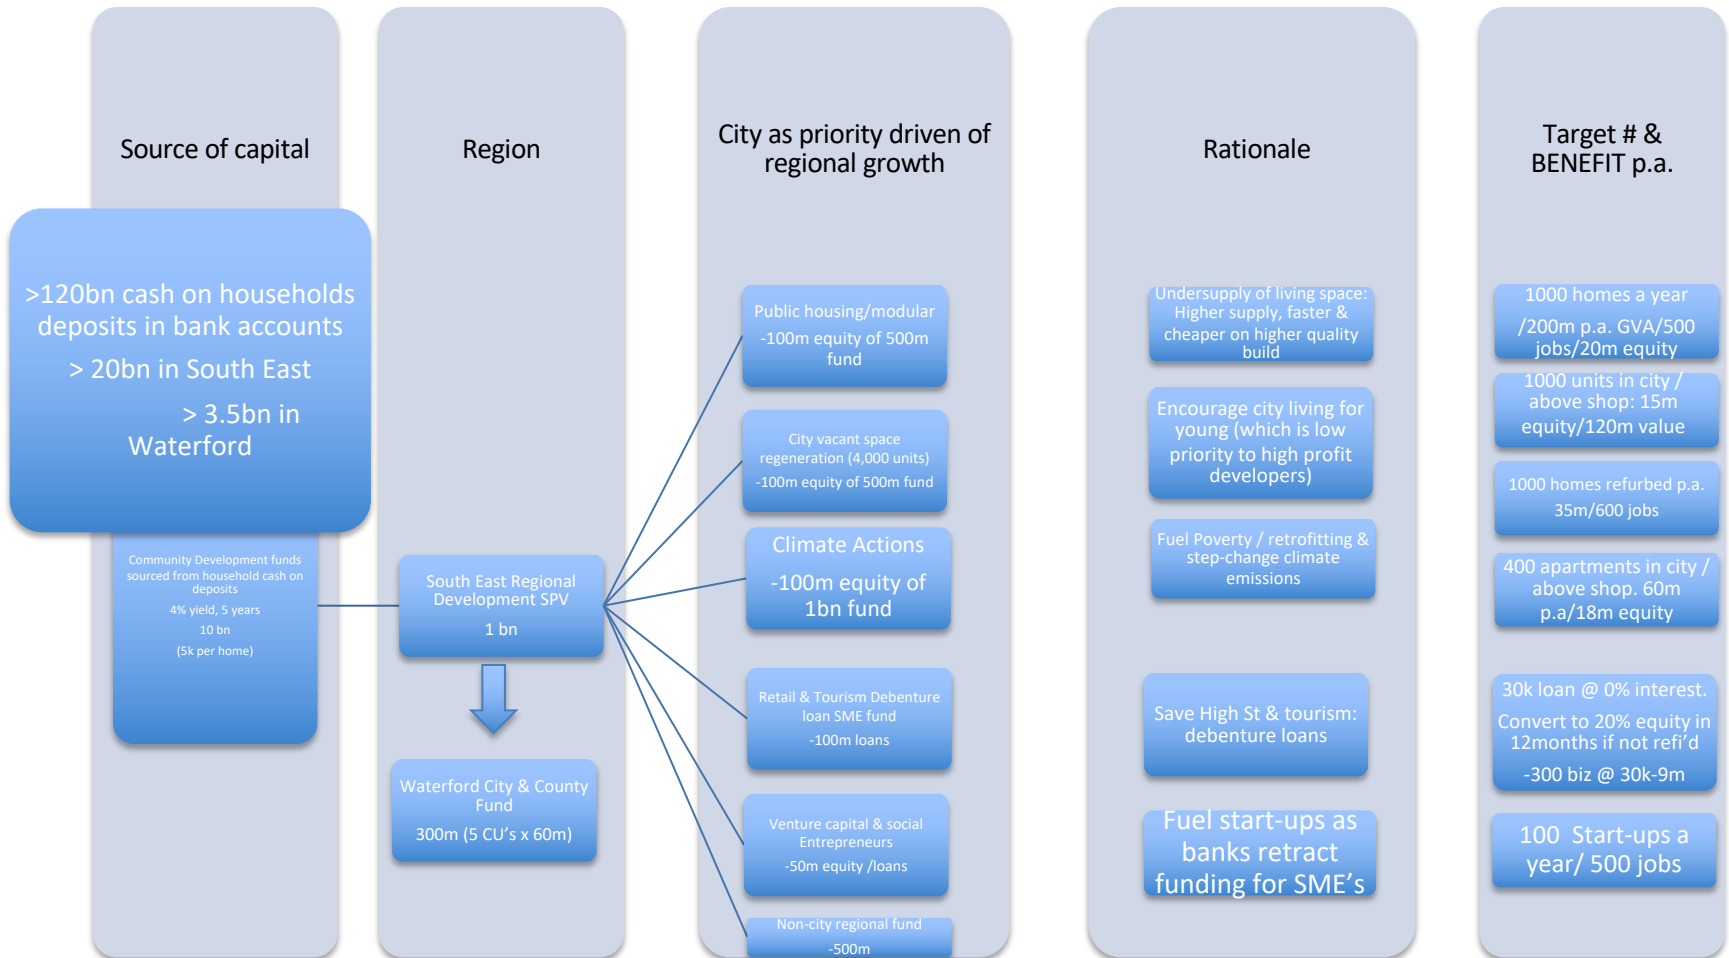 Source of capital
>120bn cash on households
deposits in bank accounts
> 20bn in South East
> 3.5bn in
Waterford
Community Development funds
sourced from household cash on
deposits
4% yield, 5 years
10 bn
(5k per home)
Region
South East Regional
Development SPV
1 bn
Waterford City & County
Fund
300m (5 CU's x 60m)
City as priority driven of
regional growth
Public housing/modular
-100m equity of 500m
fund
City vacant space
regeneration (4,000 units)
-100m equity of 500m fund
Climate Actions
-100m equity of
1bn fund
Retail & Tourism Debenture
loan SME fund
-100m loans
Venture capital & social
Entrepreneurs
-50m equity /loans
Non-city regional fund
-500m
Rationale
Undersupply of living space:
Higher supply, faster &
cheaper on higher quality
build
Encourage city living for
young (which is low
priority to high profit
developers)
Fuel Poverty / retrofitting &
step-change climate
emissions
Save High St & tourism:
debenture loans
Fuel start-ups as
banks retract
funding for SME's
Target # &
BENEFIT p.a.
1000 homes a year
/200m p.a. GVA/500
jobs/20m equity
1000 units in city /
above shop: 15m
equity/120m value
1000 homes refurbed p.a.
35m/600 jobs
400 apartments in city /
above shop. 60m
p.a/18m equity
30k loan @ 0% interest.
Convert to 20% equity in
12months if not refi'd
-300 biz @ 30k-9m
100 Start-ups a
year/ 500 jobs